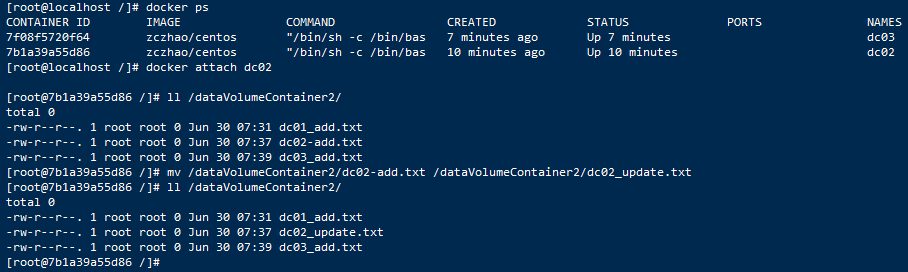 [root@localhost /]# docker ps
CONTAINER ID        IMAGE               COMMAND                CREATED             STATUS              PORTS               NAMES
7f08f5720f64        zczhao/centos       "/bin/sh -c /bin/bas   7 minutes ago       Up 7 minutes                            dc03
7b1a39a55d86        zczhao/centos       "/bin/sh -c /bin/bas   10 minutes ago      Up 10 minutes                           dc02
[root@localhost /]# docker attach dc02
[root@7b1a39a55d86 /]# ll /dataVolumeContainer2/
total 0
-rw-r--r--. 1 root root 0 Jun 30 07:31 dc01_add.txt
-rw-r--r--. 1 root root 0 Jun 30 07:37 dc02-add.txt
-rw-r--r--. 1 root root 0 Jun 30 07:39 dc03_add.txt
[root@7b1a39a55d86 /]# mv /dataVolumeContainer2/dc02-add.txt /dataVolumeContainer2/dc02_update.txt
[root@7b1a39a55d86 /]# ll /dataVolumeContainer2/
total 0
-rw-r--r--. 1 root root 0 Jun 30 07:31 dc01_add.txt
-rw-r--r--. 1 root root 0 Jun 30 07:37 dc02_update.txt
-rw-r--r--. 1 root root 0 Jun 30 07:39 dc03_add.txt
[root@7b1a39a55d86 /]#